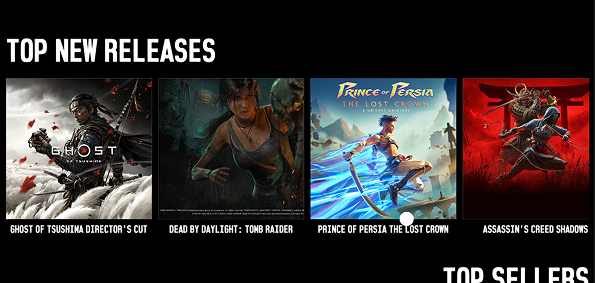 TOP NEW RELEASES
GHOST
OF TSUSHIMA
PRINCE OF PERSIA
THE LOST CROWN
A UBISOFT ORIGINAL
GHOST OF TSUSHIMA DIRECTOR'S CUT
DEAD BY DAYLIGHT: TOMB RAIDER
PRINCE OF PERSIA THE LOST CROWN
ASSASSIN'S CREED SHADOWS
TOP SELLERS